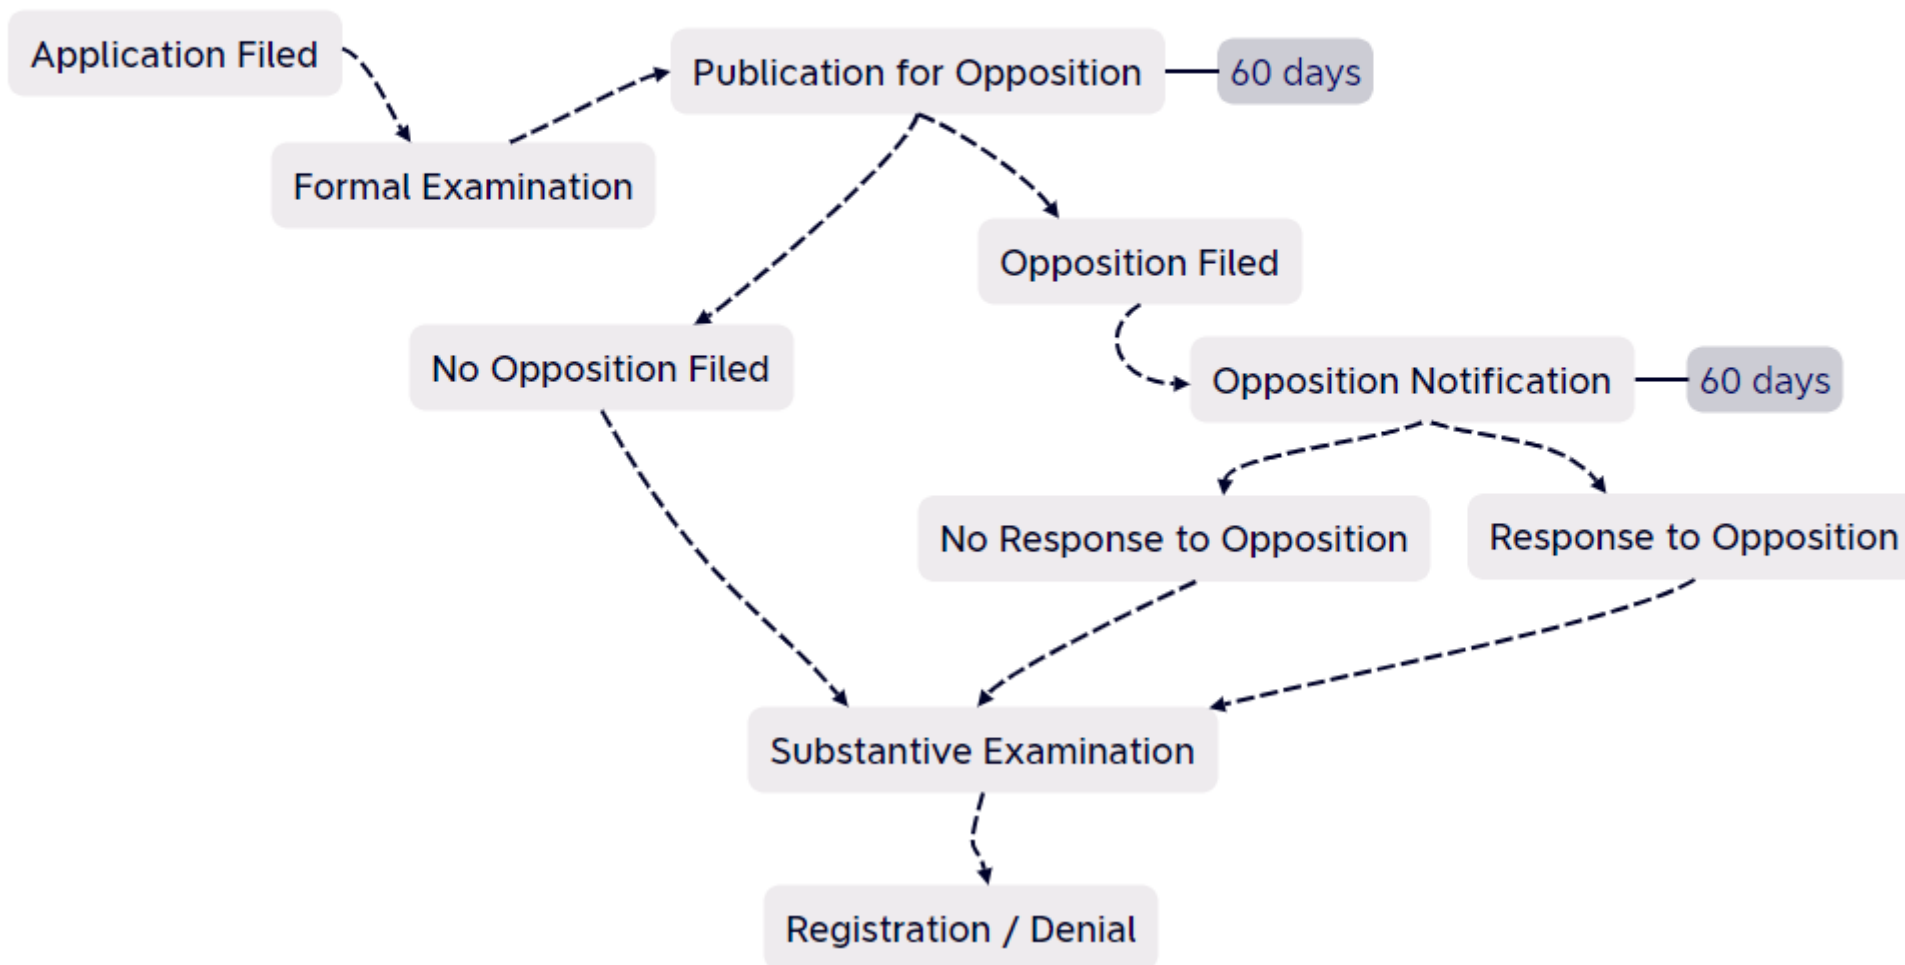 Application Filed
Publication for Opposition
60 days
Formal Examination
Opposition Filed
No Opposition Filed
Opposition Notification
60 days
No Response to Opposition
Response to Opposition
Substantive Examination
Registration / Denial